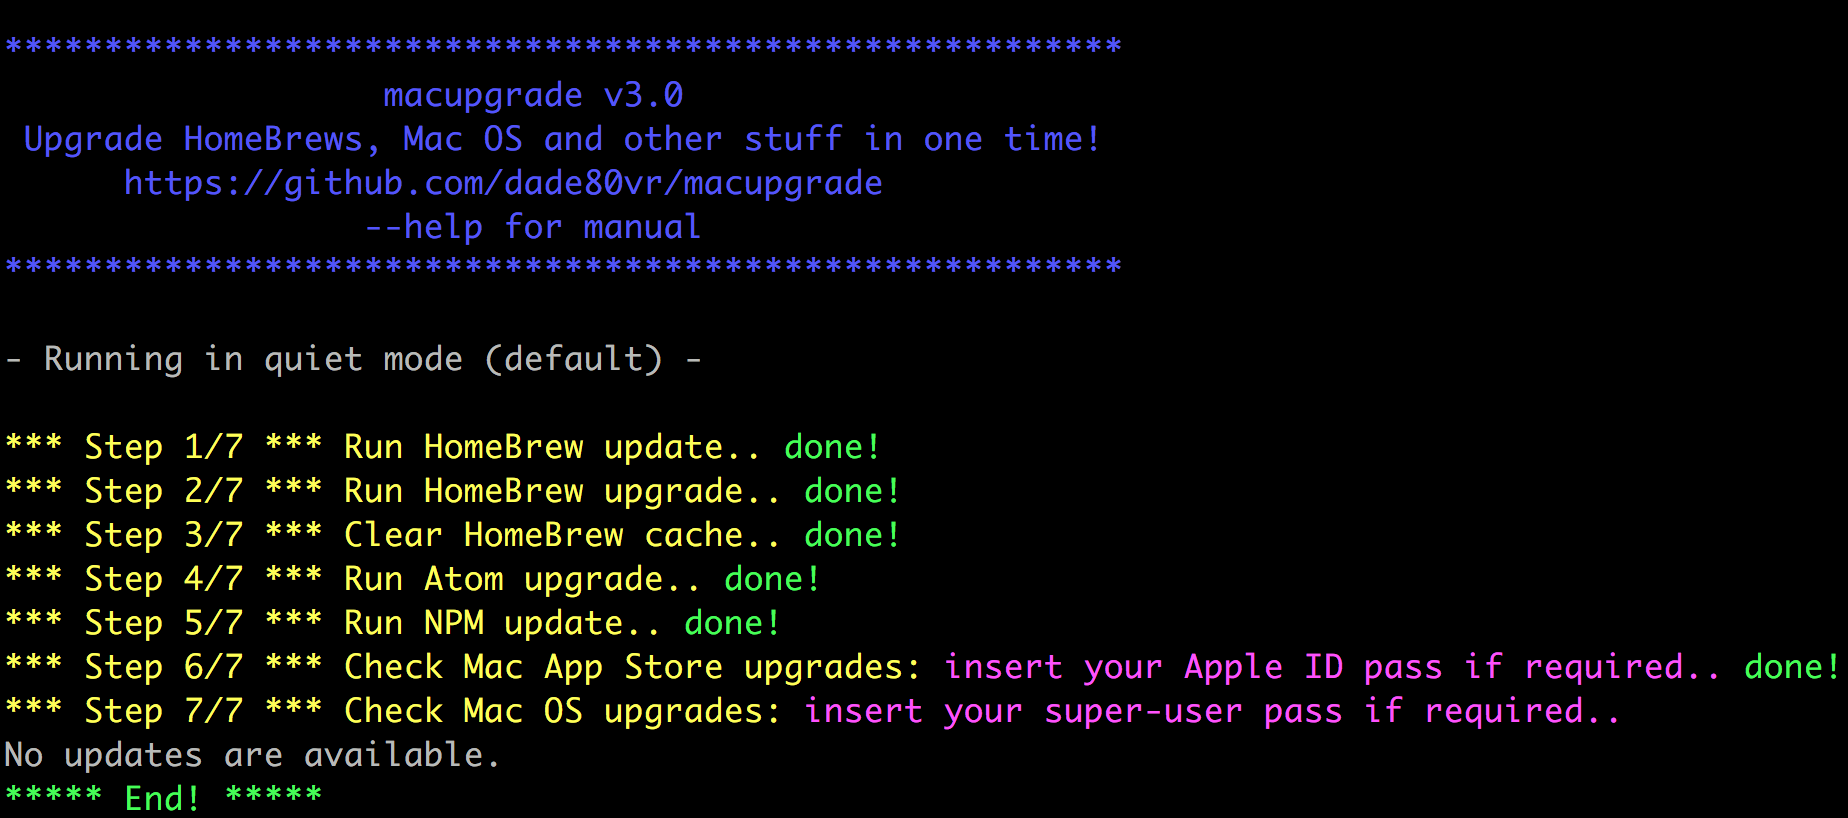 ********************************************************
macupgrade v3.0
Upgrade HomeBrews, Mac OS and other stuff in one time!
https://github.com/dade80vr/macupgrade
--help for manual
********************************************************
- Running in quiet mode (default) -
*** Step 1/7 *** Run HomeBrew update.. done!
*** Step 2/7 *** Run HomeBrew upgrade.. done!
*** Step 3/7 *** Clear HomeBrew cache.. done!
*** Step 4/7 *** Run Atom upgrade.. done!
*** Step 5/7 *** Run NPM update.. done!
*** Step 6/7 *** Check Mac App Store upgrades: insert your Apple ID pass if required.. done!
*** Step 7/7 *** Check Mac OS upgrades: insert your super-user pass if required..
No updates are available.
***** End! *****